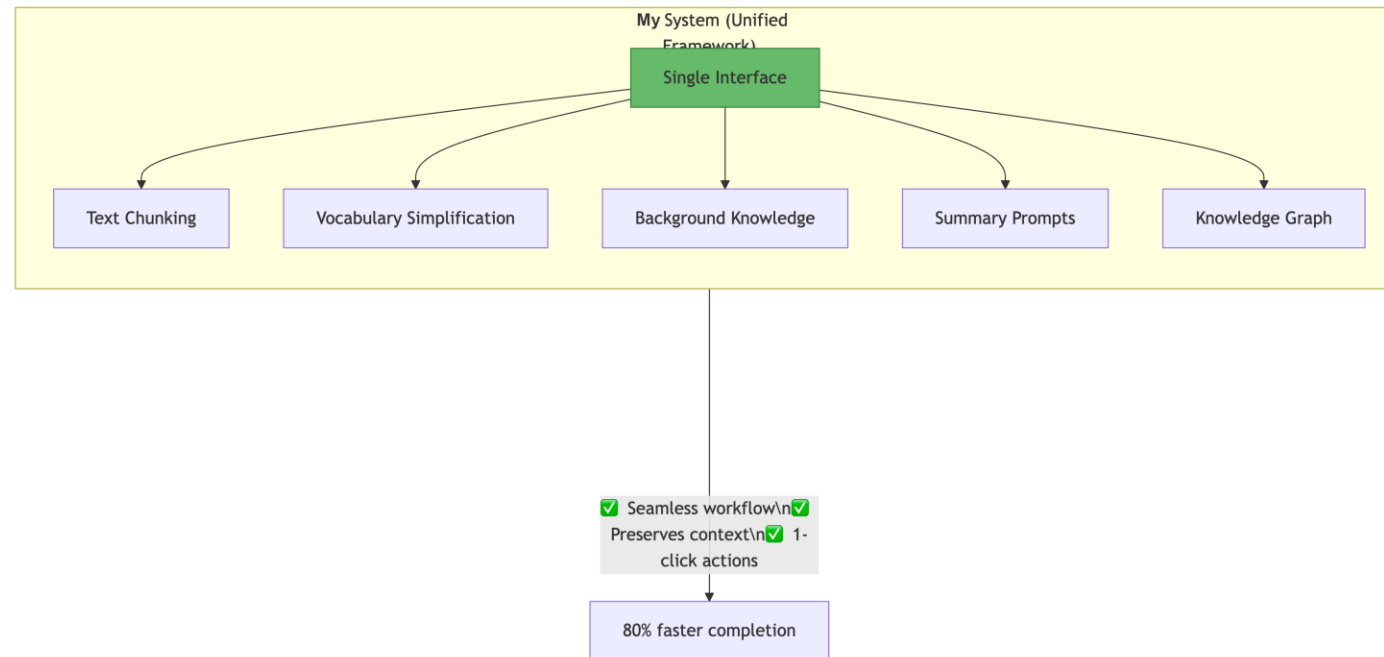 My System (Unified
Framework)
Single Interface
Text Chunking
Vocabulary Simplification
Background Knowledge
Summary Prompts
Knowledge Graph
✅ Seamless workflow\n✅
Preserves context\n✅ 1-
click actions
80% faster completion